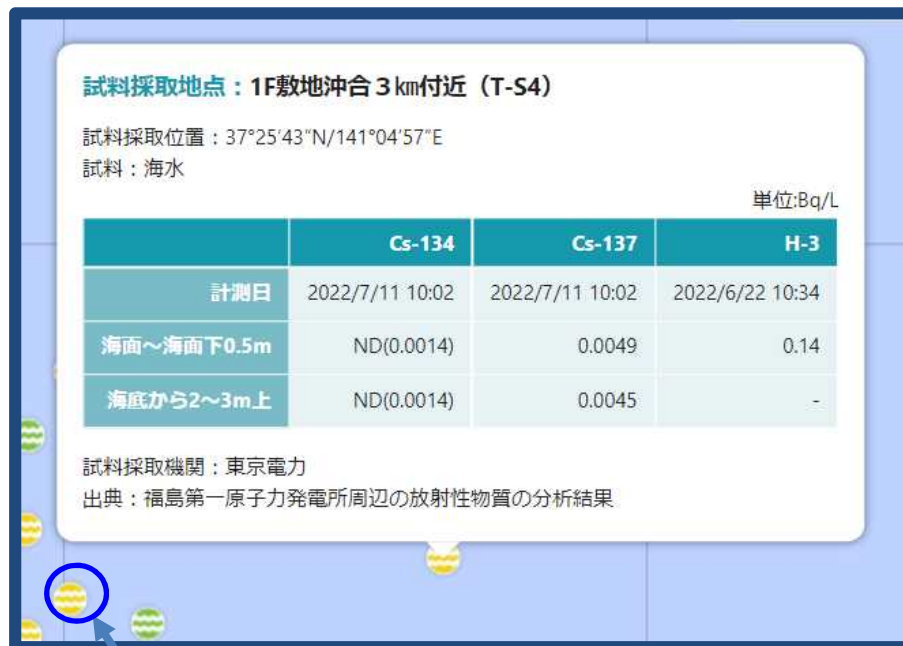 試料採取地点：1F敷地沖合３㎞付近（T-S4）
試料採取位置：37°25′43″N/141°04′57″E
試料：海水
単位:Bq/L
Cs-134 Cs-137 H-3
計測日 2022/7/11 10:02 2022/7/11 10:02 2022/6/22 10:34
海面～海面下0.5m ND(0.0014) 0.0049 0.14
海底から2～3m上 ND(0.0014) 0.0045 -
試料採取機関：東京電力
出典：福島第一原子力発電所周辺の放射性物質の分析結果